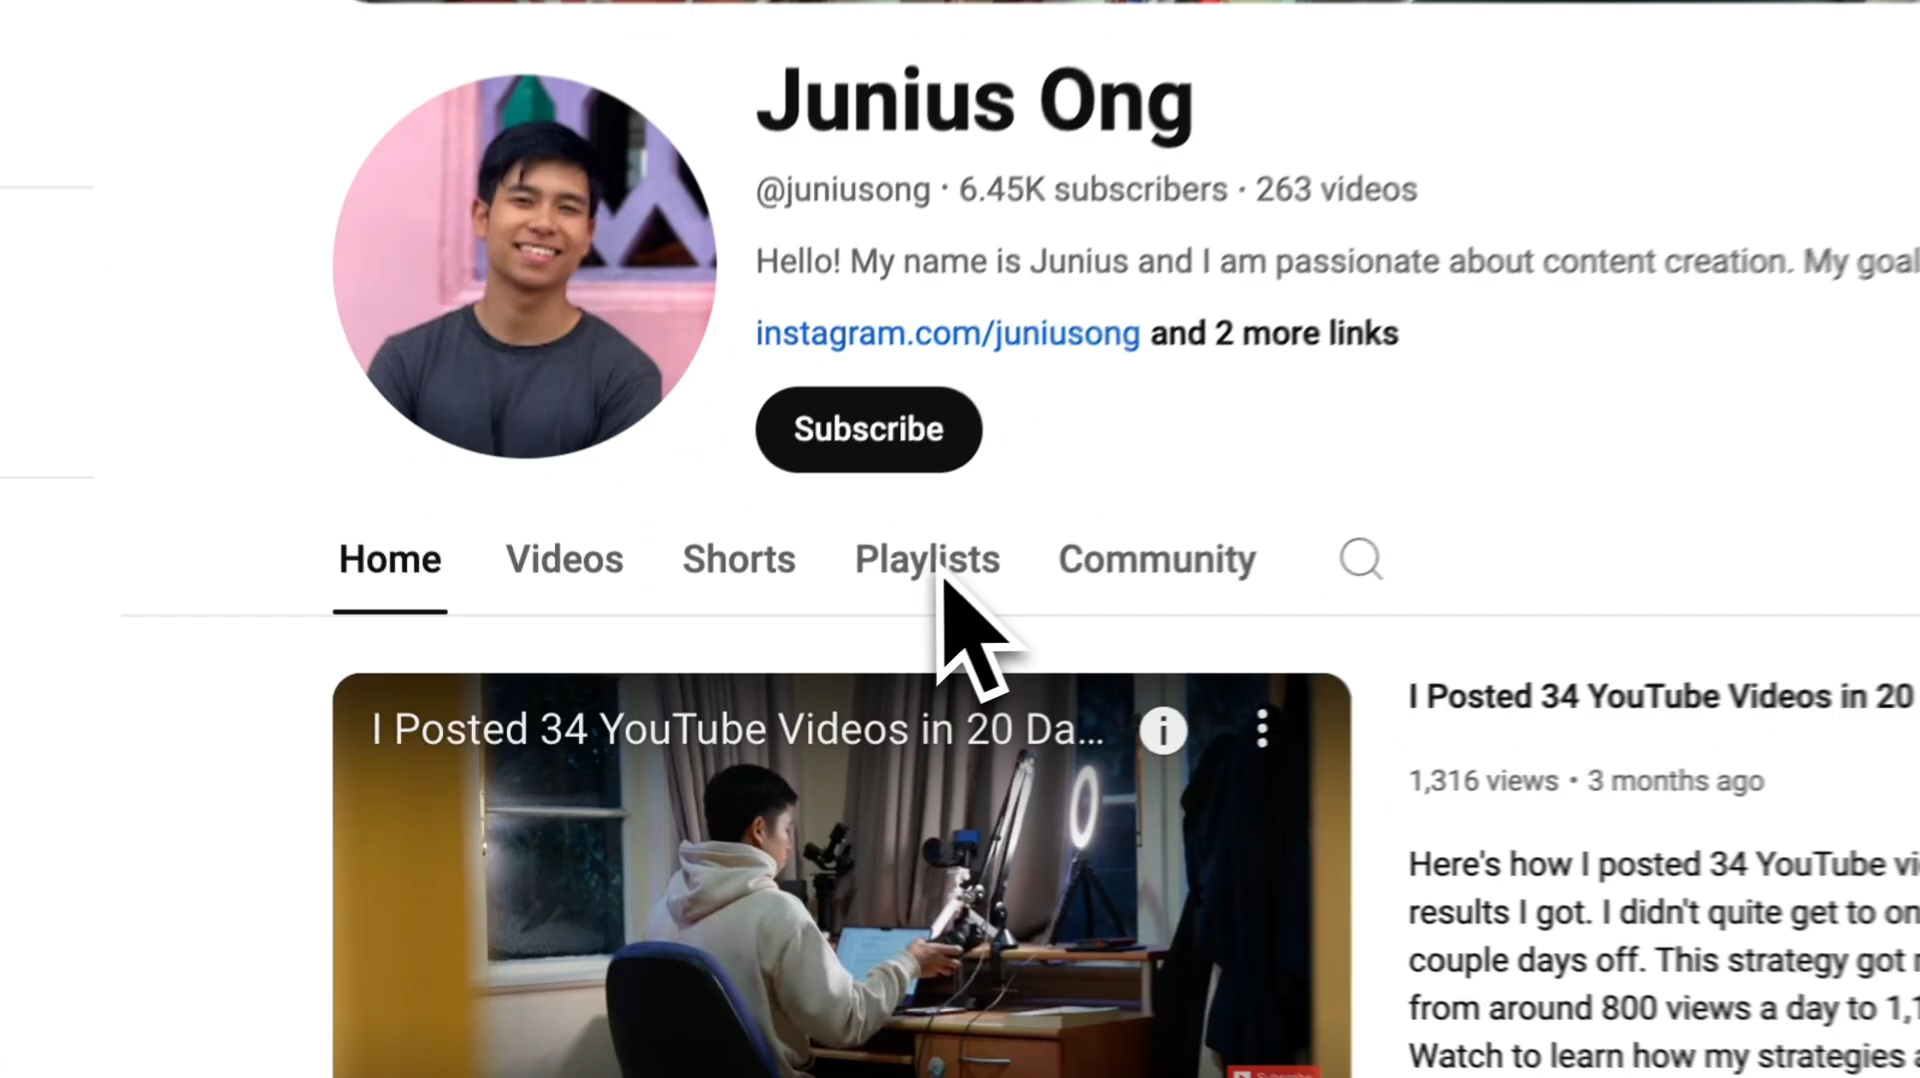 Junius Ong
@juniusong · 6.45K subscribers · 263 videos
Hello! My name is Junius and I am passionate about content creation. My goal
instagram.com/juniusong and 2 more links
Subscribe
Home Videos Shorts Playlists Community
I Posted 34 YouTube Videos in 20 Da...
I Posted 34 YouTube Videos in 20
1,316 views · 3 months ago
Here's how I posted 34 YouTube
results I got. I didn't quite get to
couple days off. This strategy got
from around 800 views a day to
Watch to learn how my strategies
Subscribe